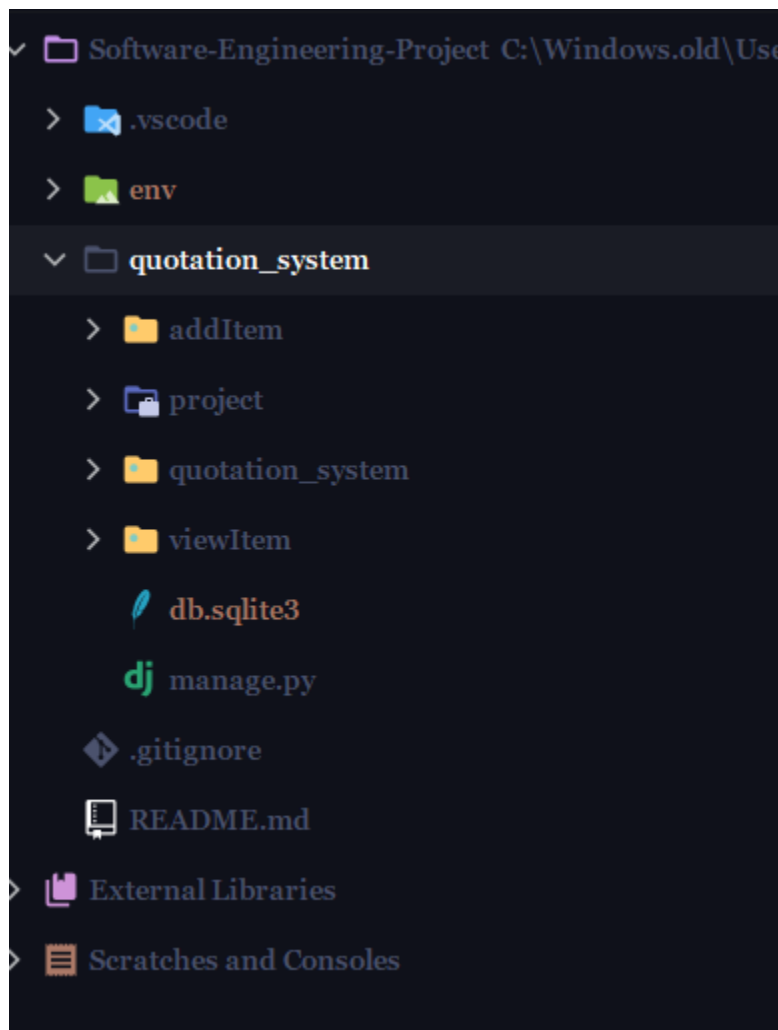 Software-Engineering-Project C:\Windows.old\Use
.vscode
env
quotation_system
addItem
project
quotation_system
viewItem
db.sqlite3
dj manage.py
.gitignore
README.md
External Libraries
Scratches and Consoles